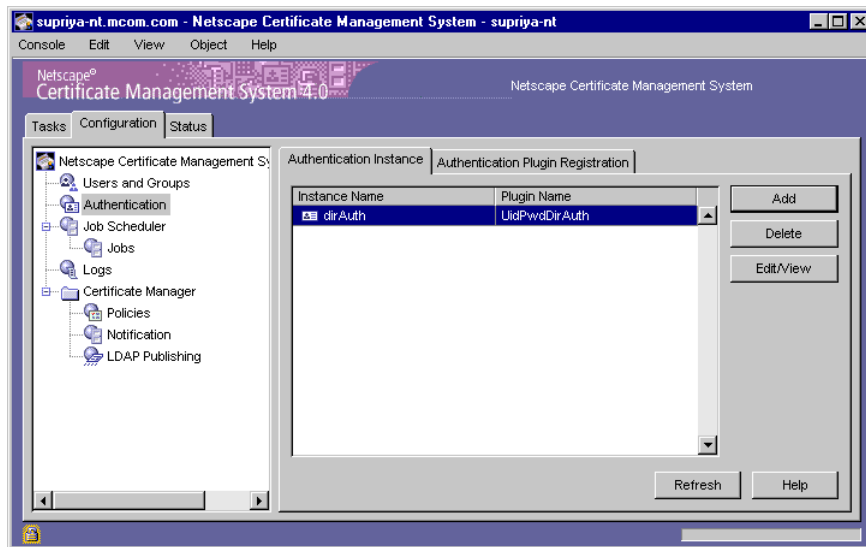 supriya-nt.mcom.com - Netscape Certificate Management System - supriya-nt
Console Edit View Object Help
Netscape®
Certificate Management System 4.0
Netscape Certificate Management System
Tasks Configuration Status
Netscape Certificate Management Sy
Users and Groups
Authentication
Job Scheduler
Jobs
Logs
Certificate Manager
Policies
Notification
LDAP Publishing
Authentication Instance Authentication Plugin Registration
Instance Name Plugin Name
dirAuth UidPwdDirAuth
Add
Delete
Edit/View
Refresh Help